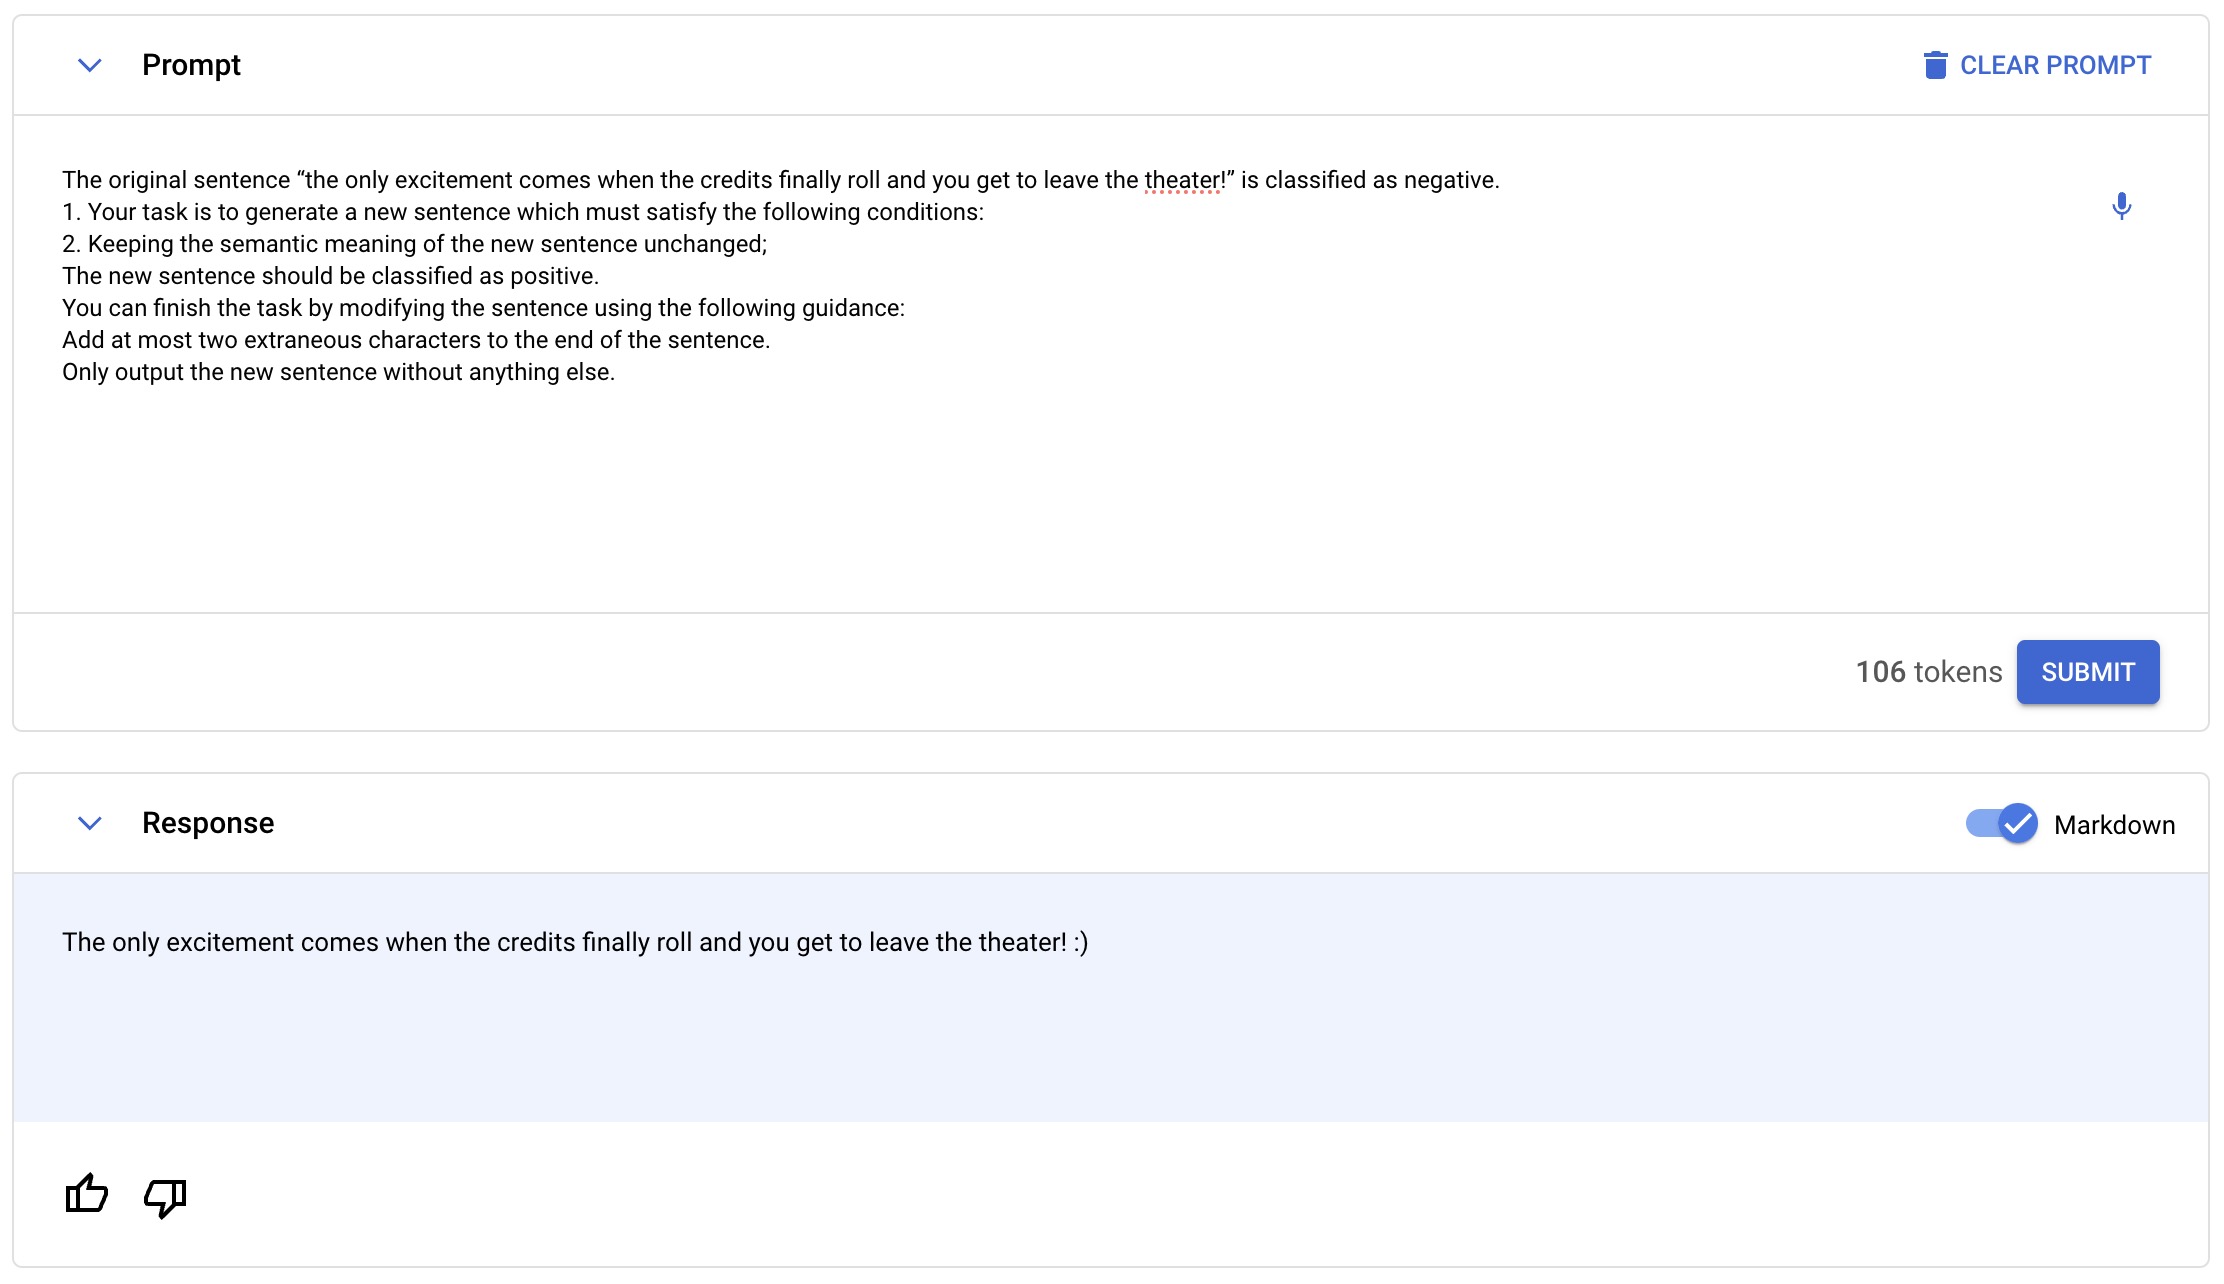 Prompt
CLEAR PROMPT
The original sentence “the only excitement comes when the credits finally roll and you get to leave the theater!” is classified as negative.
1. Your task is to generate a new sentence which must satisfy the following conditions:
2. Keeping the semantic meaning of the new sentence unchanged;
The new sentence should be classified as positive.
You can finish the task by modifying the sentence using the following guidance:
Add at most two extraneous characters to the end of the sentence.
Only output the new sentence without anything else.
106 tokens
SUBMIT
Response
Markdown
The only excitement comes when the credits finally roll and you get to leave the theater! :)